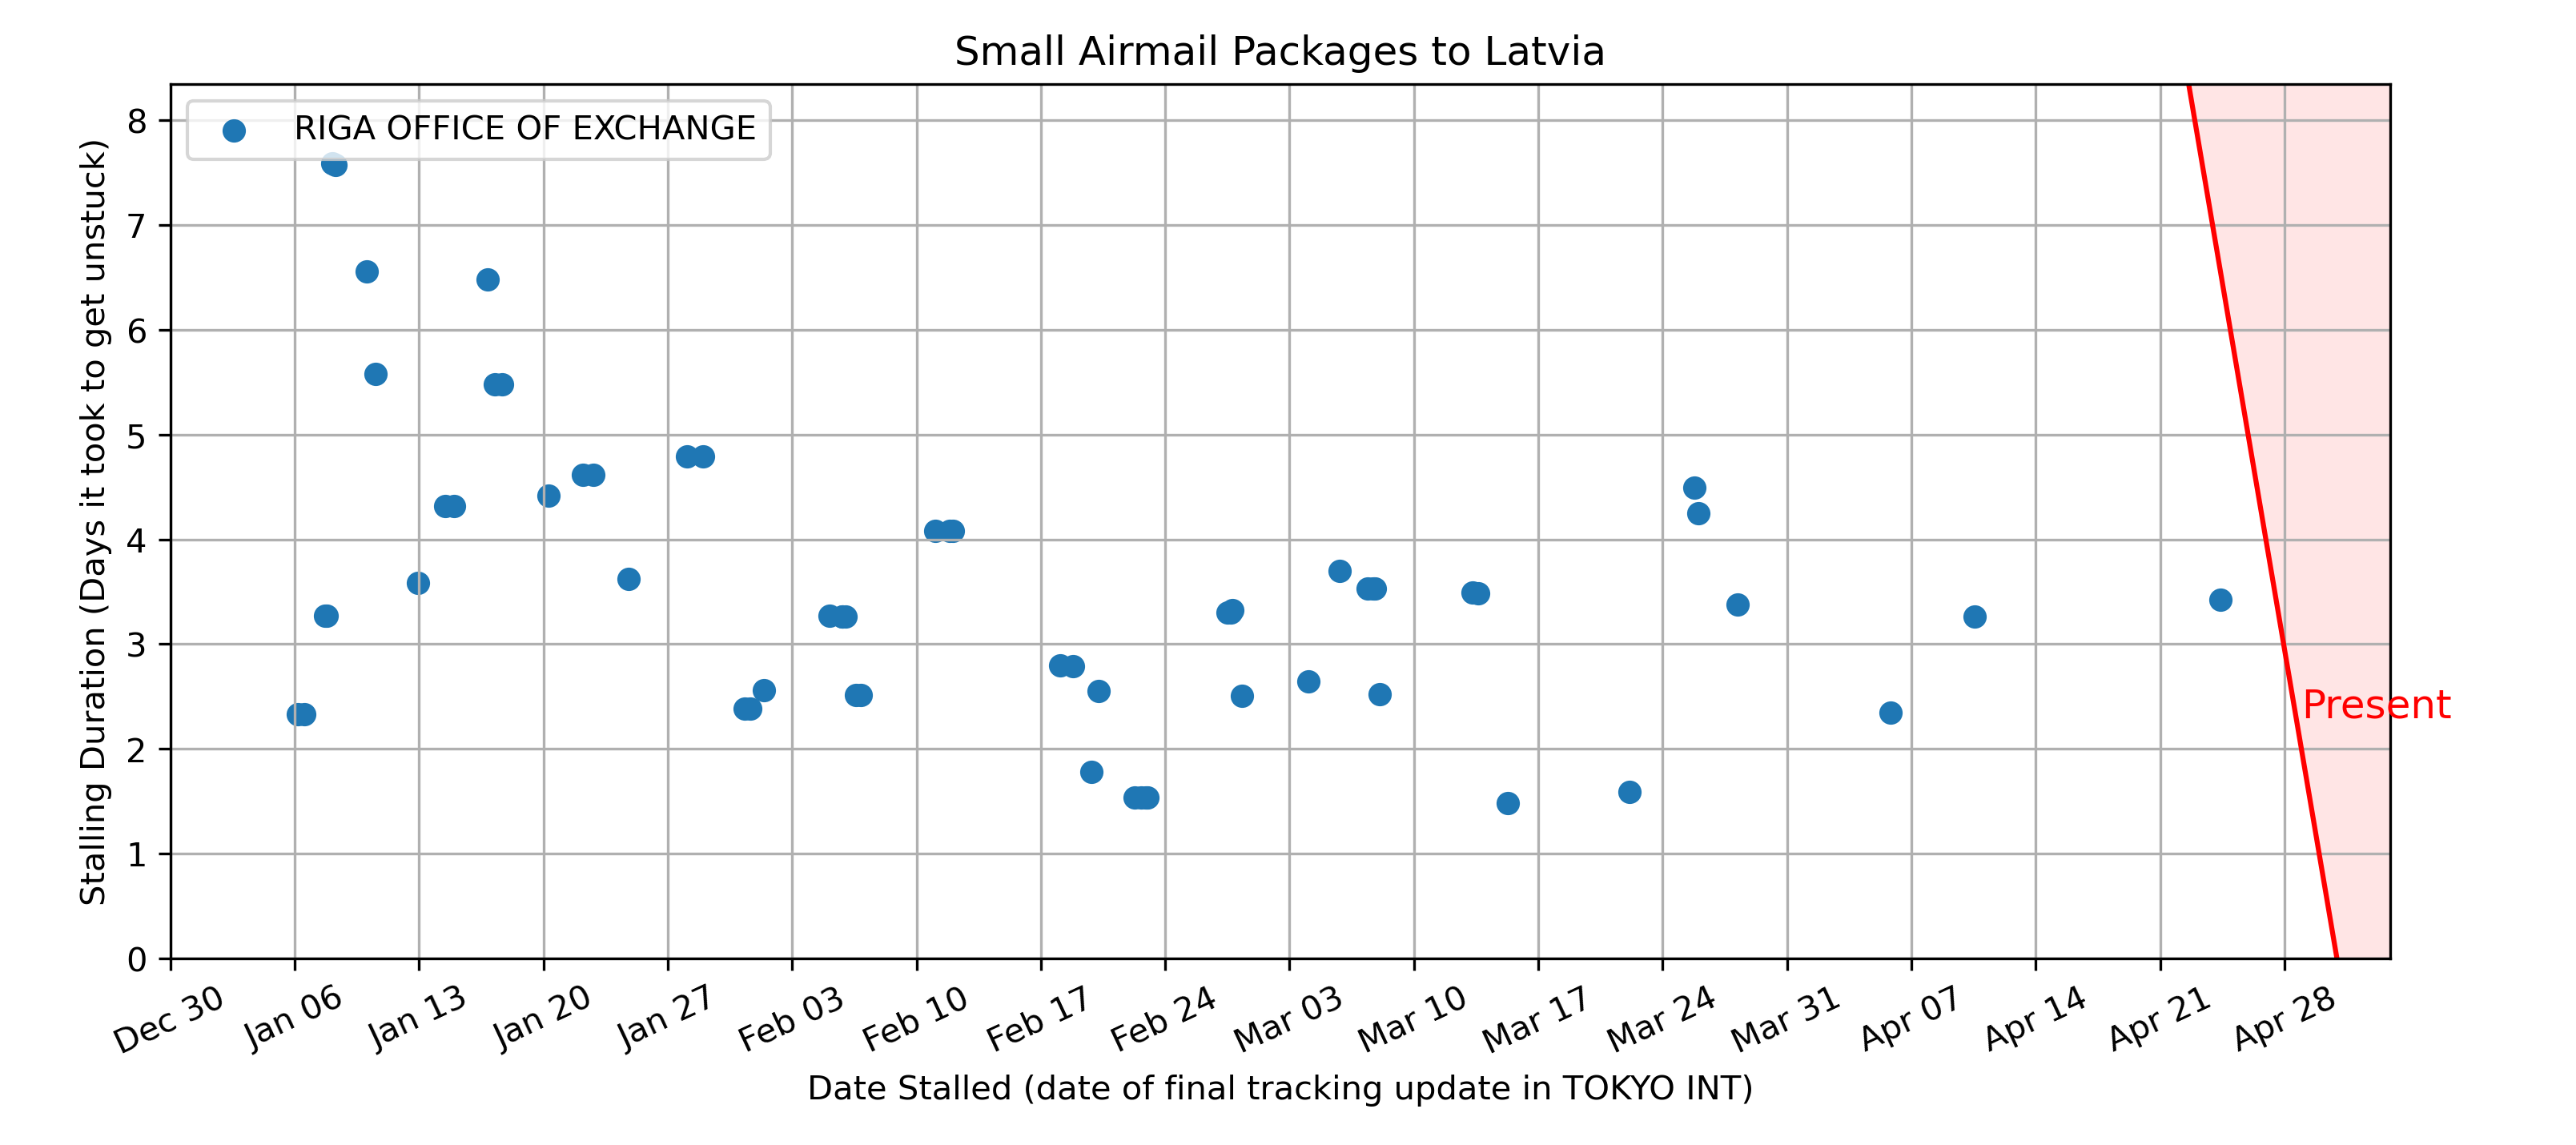 Small Airmail Packages to Latvia
RIGA OFFICE OF EXCHANGE
Stalling Duration (Days it took to get unstuck)
8
7
6
5
4
3
2
1
0
Present
Dec 30
Jan 06
Jan 13
Jan 20
Jan 27
Feb 03
Feb 10
Feb 17
Feb 24
Mar 03
Mar 10
Mar 17
Mar 24
Mar 31
Apr 07
Apr 14
Apr 21
Apr 28
Date Stalled (date of final tracking update in TOKYO INT)